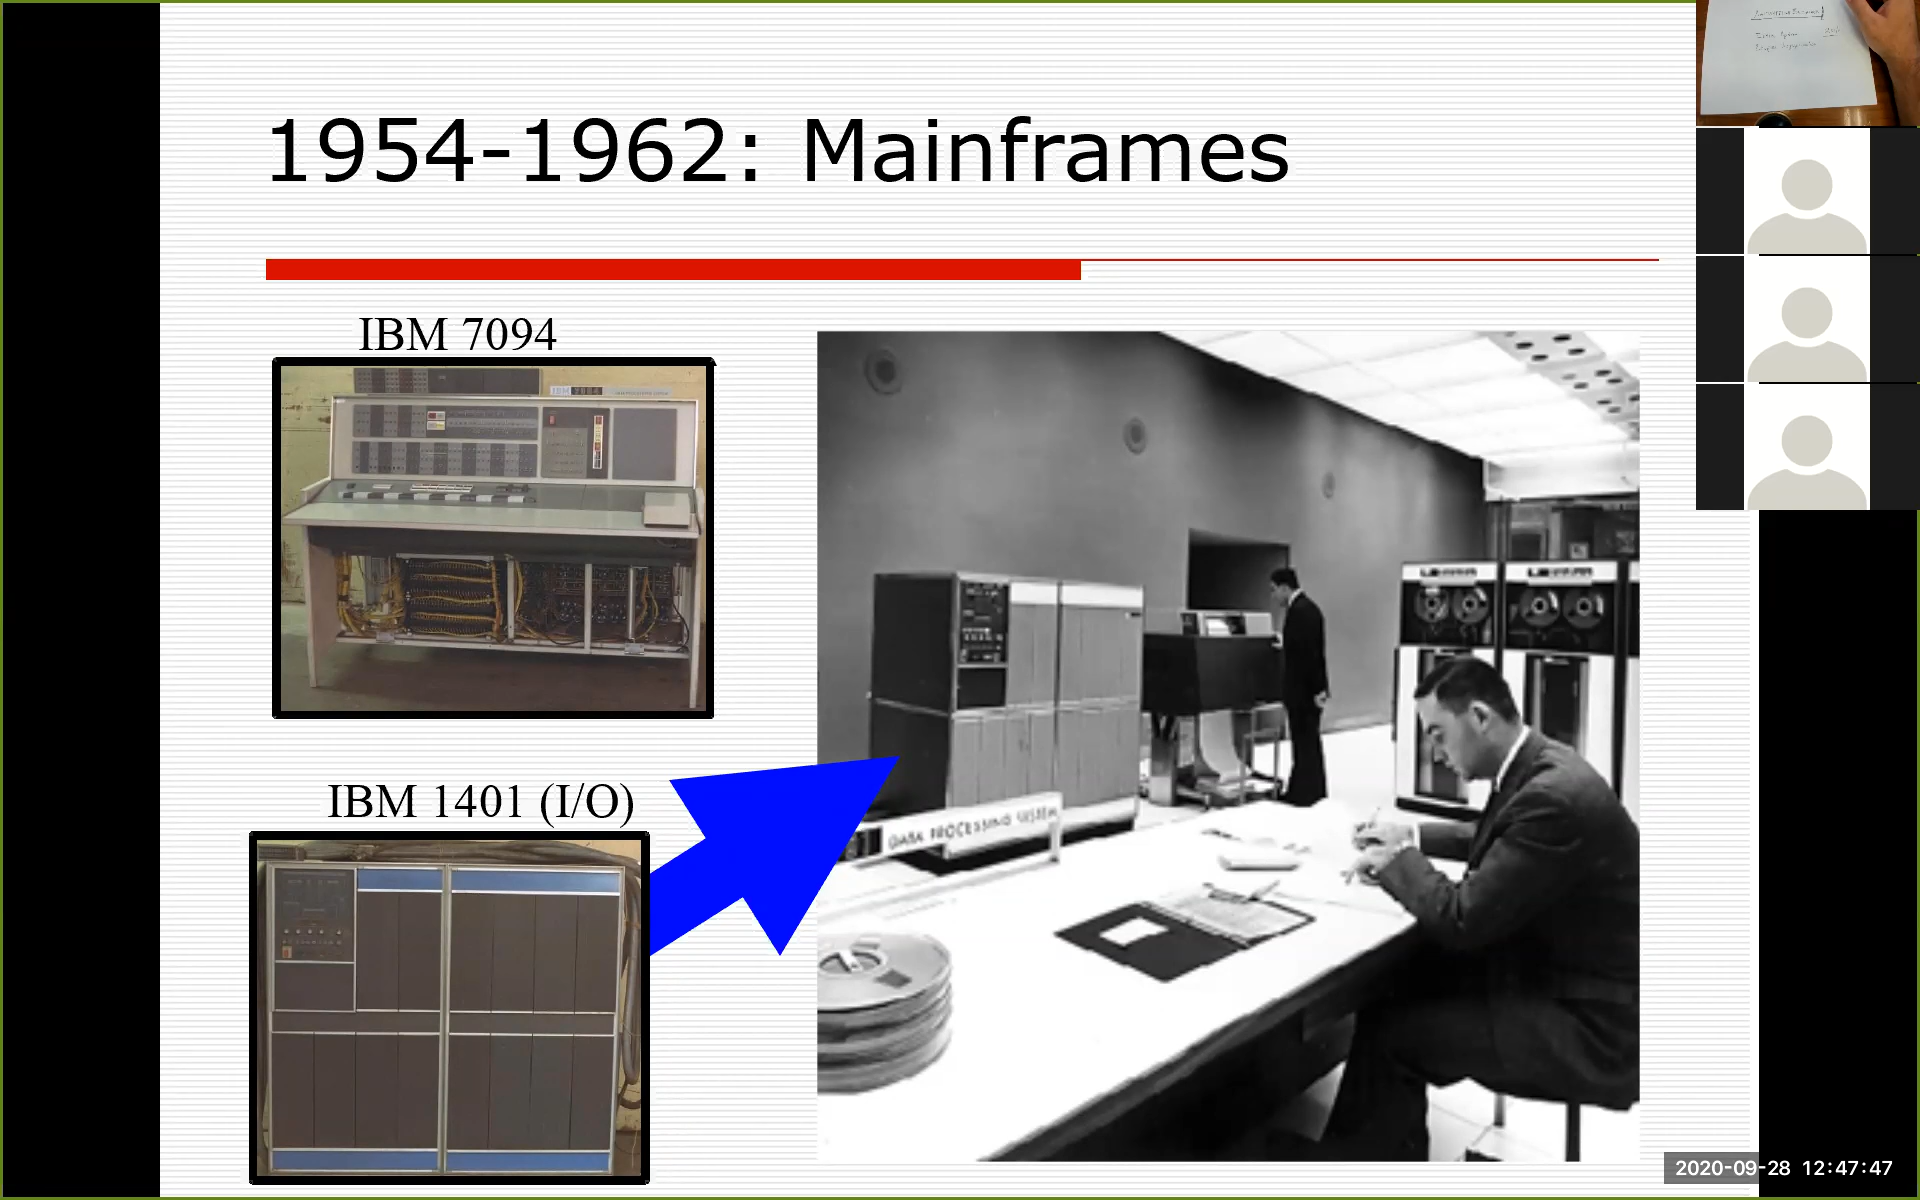 1954-1962: Mainframes
IBM 7094
IBM 1401 (I/O)
DATA PROCESSING SYSTEM
2020-09-28 12:47:47